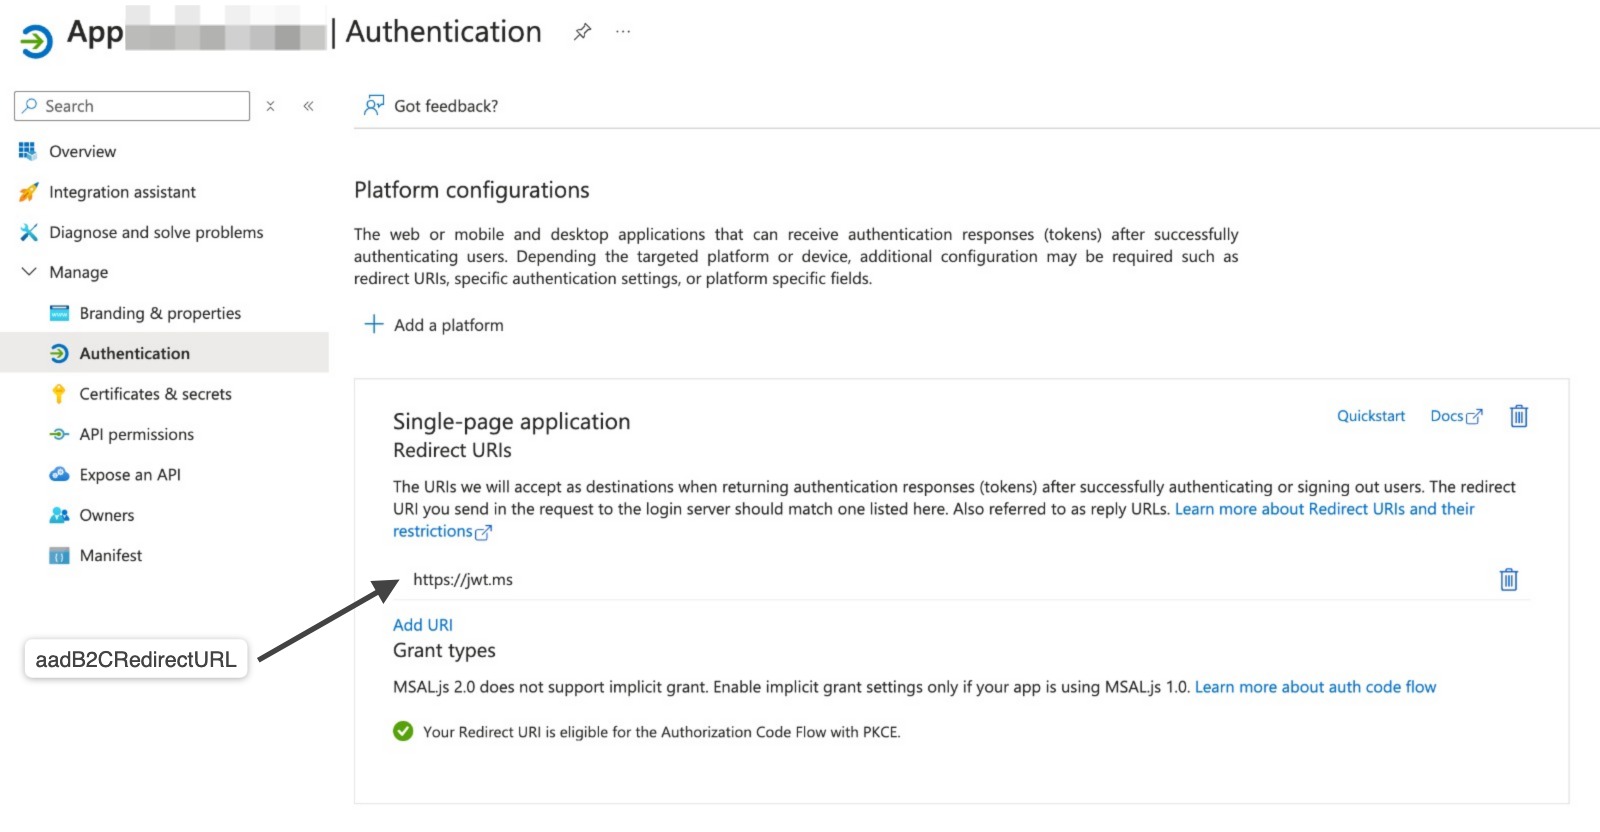 App | Authentication
Search
Got feedback?
Overview
Integration assistant
Diagnose and solve problems
Manage
Branding & properties
Authentication
Certificates & secrets
API permissions
Expose an API
Owners
Manifest
Platform configurations
The web or mobile and desktop applications that can receive authentication responses (tokens) after successfully
authenticating users. Depending the targeted platform or device, additional configuration may be required such as
redirect URIs, specific authentication settings, or platform specific fields.
Add a platform
Single-page application
Quickstart
Docs
Redirect URIs
The URIs we will accept as destinations when returning authentication responses (tokens) after successfully authenticating or signing out users. The redirect
URI you send in the request to the login server should match one listed here. Also referred to as reply URLs. Learn more about Redirect URIs and their
restrictions
https://jwt.ms
aadB2CRedirectURL
Add URI
Grant types
MSAL.js 2.0 does not support implicit grant. Enable implicit grant settings only if your app is using MSAL.js 1.0. Learn more about auth code flow
Your Redirect URI is eligible for the Authorization Code Flow with PKCE.